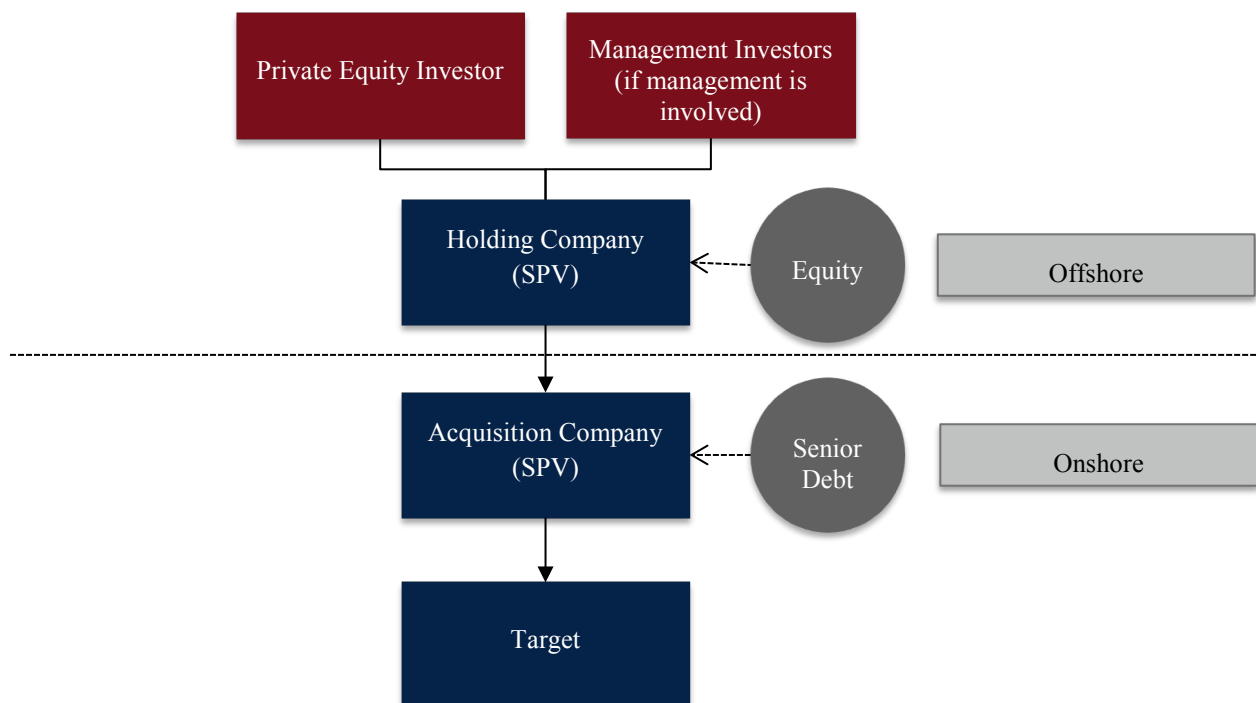 Private Equity Investor
Management Investors
(if management is
involved)
Holding Company
(SPV)
Equity
Offshore
Acquisition Company
(SPV)
Senior
Debt
Onshore
Target